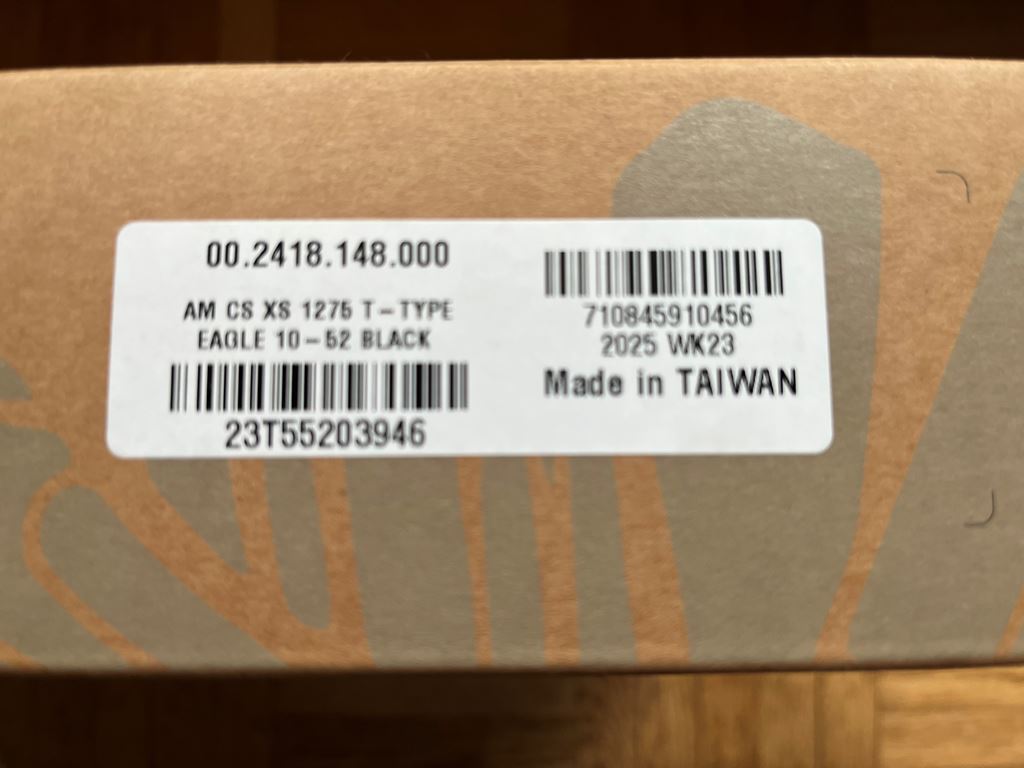 00.2418.148.000
AM CS XS 1275 T-TYPE
EAGLE 10-52 BLACK
23T55203946
710845910456
2025 WK23
Made in TAIWAN